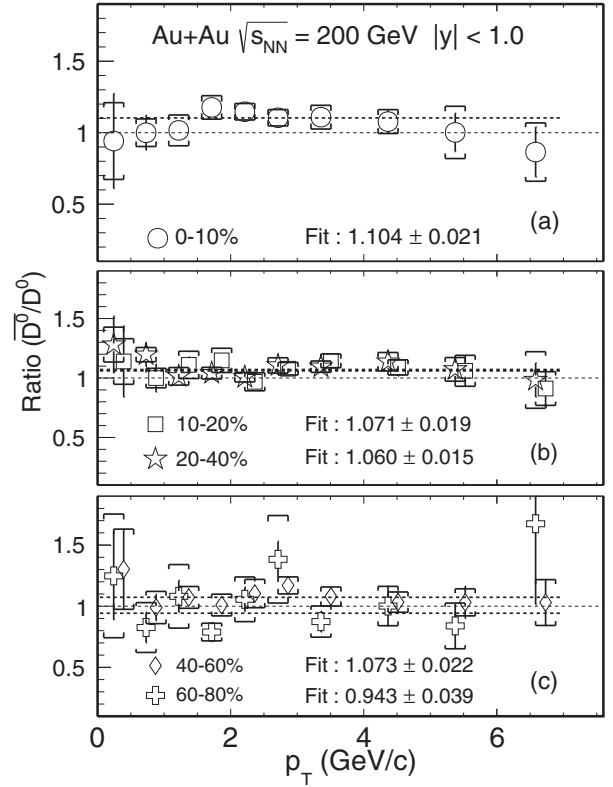 Au+Au √sNN = 200 GeV |y| < 1.0
1.5
1
0.5
0-10% Fit : 1.104 ± 0.021 (a)
Ratio (D̅⁰/D⁰)
1.5
1
0.5
10-20% Fit : 1.071 ± 0.019
20-40% Fit : 1.060 ± 0.015
(b)
1.5
1
0.5
40-60% Fit : 1.073 ± 0.022
60-80% Fit : 0.943 ± 0.039
(c)
0 2 4 6
pT (GeV/c)